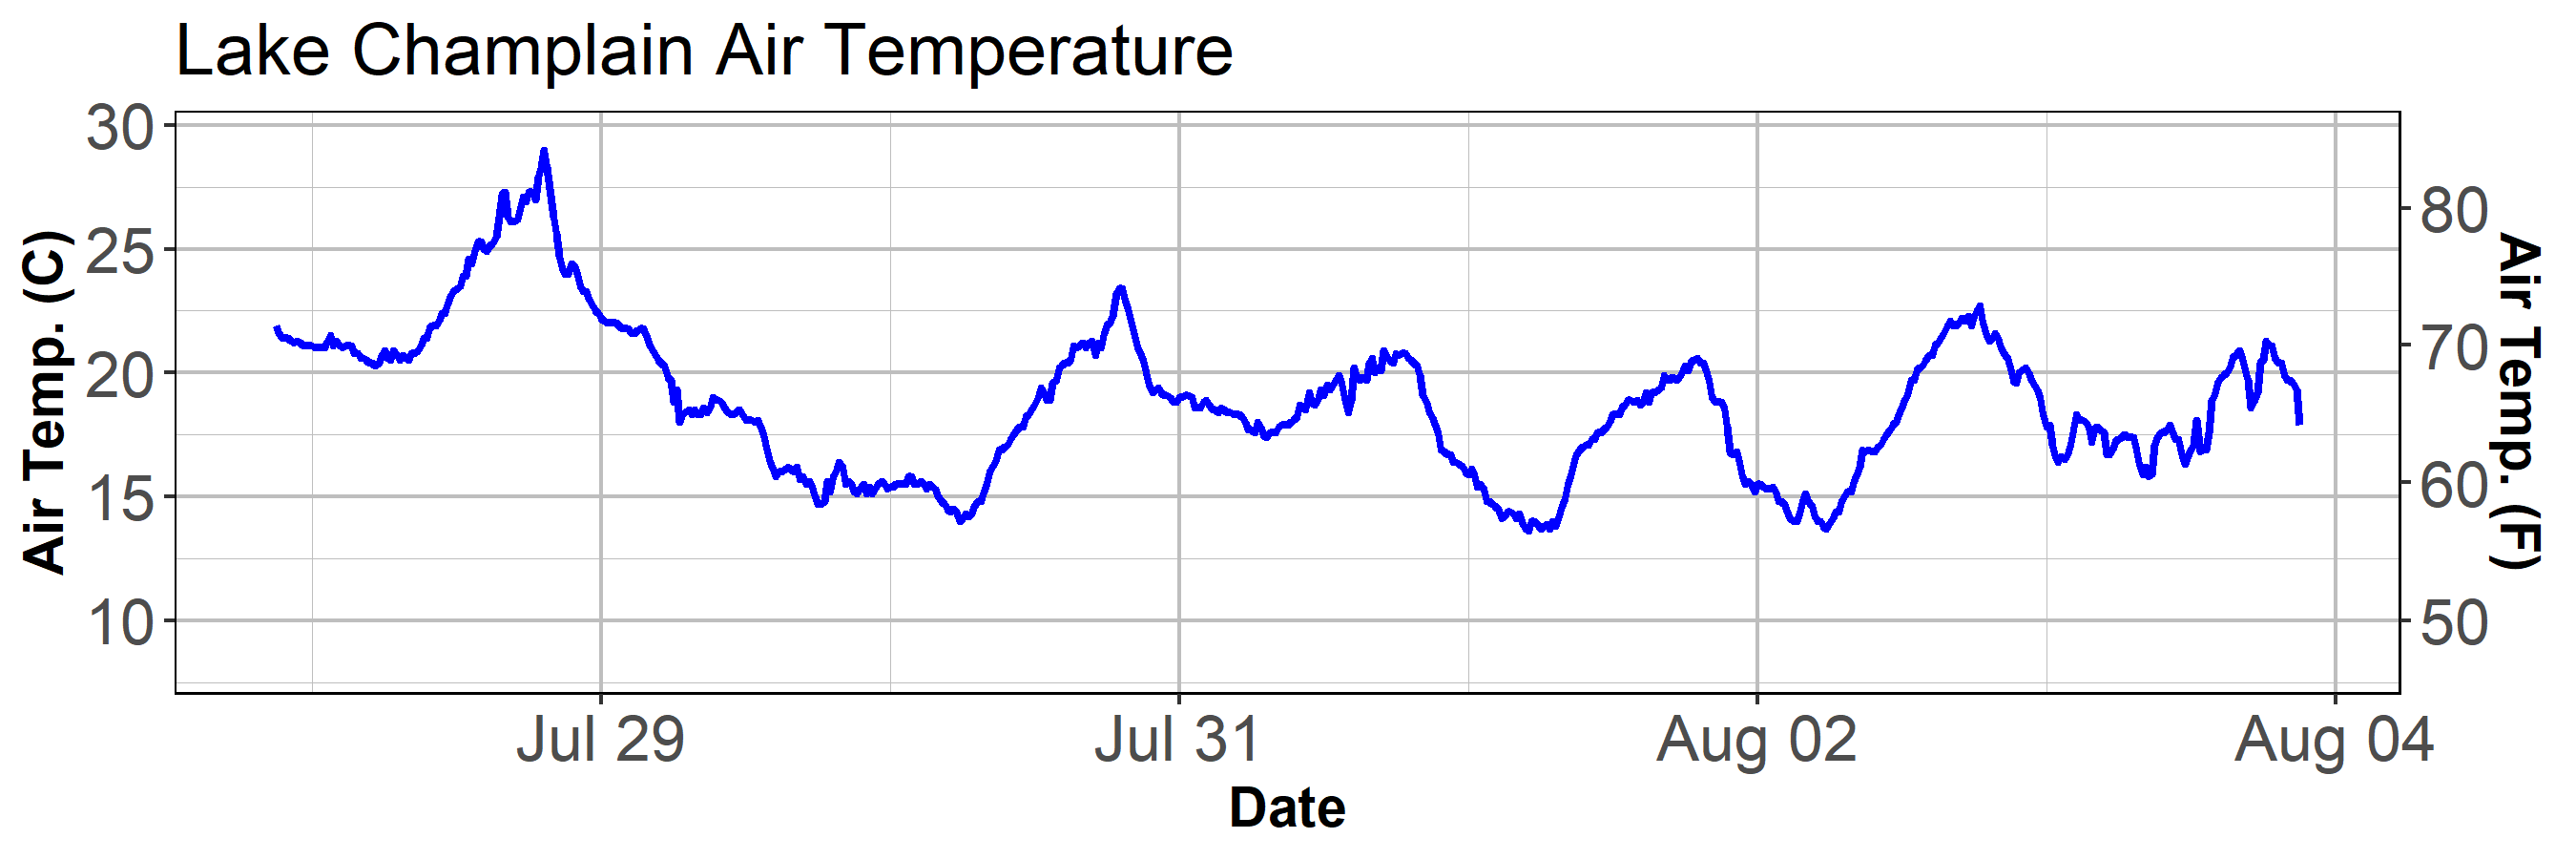 Lake Champlain Air Temperature
Air Temp. (C)
30
25
20
15
10
80
70
60
50
Air Temp. (F)
Jul 29
Jul 31
Aug 02
Aug 04
Date